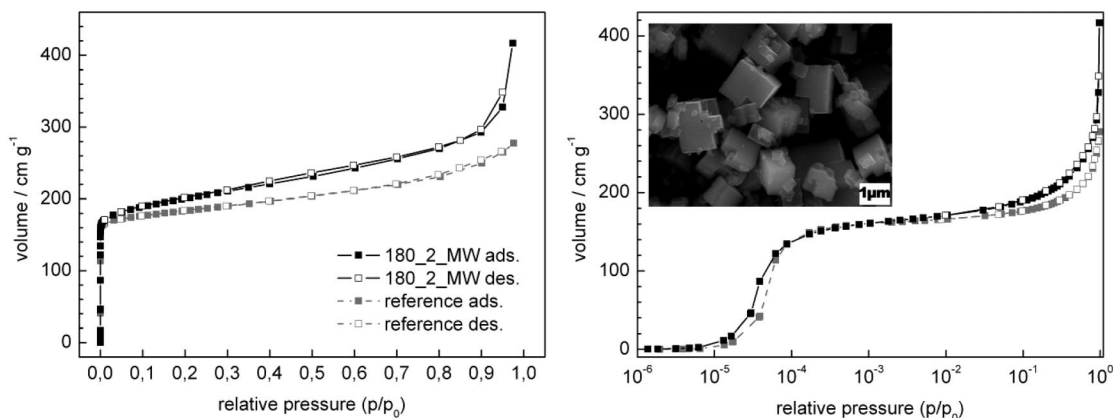 400
300
200
100
0
volume / cm g-1
180_2_MW ads.
180_2_MW des.
reference ads.
reference des.
0,0 0,1 0,2 0,3 0,4 0,5 0,6 0,7 0,8 0,9 1,0
relative pressure (p/p0)
400
300
200
100
0
volume / cm g-1
1µm
10-6 10-5 10-4 10-3 10-2 10-1 100
relative pressure (p/p0)